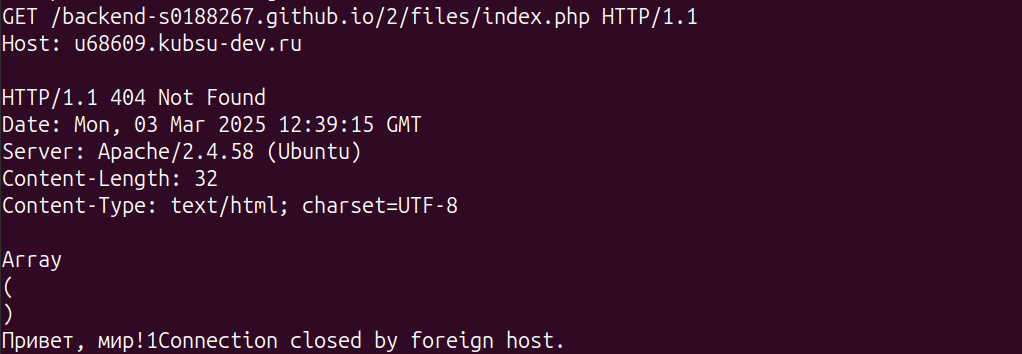 GET /backend-s0188267.github.io/2/files/index.php HTTP/1.1
Host: u68609.kubsu-dev.ru
HTTP/1.1 404 Not Found
Date: Mon, 03 Mar 2025 12:39:15 GMT
Server: Apache/2.4.58 (Ubuntu)
Content-Length: 32
Content-Type: text/html; charset=UTF-8
Array
(
)
Привет, мир!1Connection closed by foreign host.